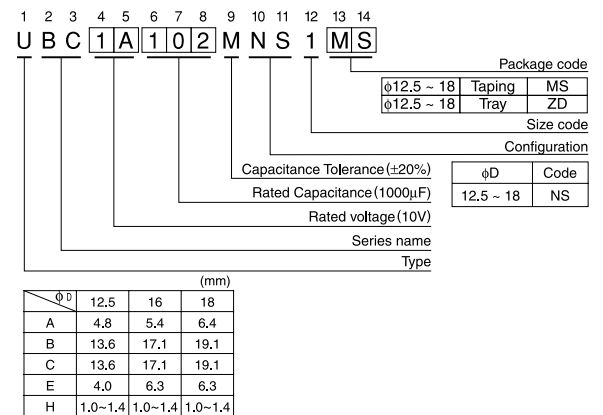 1 2 3 4 5 6 7 8 9 10 11 12 13 14
U B C 1 A 1 0 2 M N S 1 M S
Package code
ϕ12.5 ~ 18 Taping MS
ϕ12.5 ~ 18 Tray ZD
Size code
Configuration
ϕD Code
12.5 ~ 18 NS
Capacitance Tolerance (±20%)
Rated Capacitance (1000μF)
Rated voltage (10V)
Series name
Type
(mm)
ϕD 12.5 16 18
A 4.8 5.4 6.4
B 13.6 17.1 19.1
C 13.6 17.1 19.1
E 4.0 6.3 6.3
H 1.0~1.4 1.0~1.4 1.0~1.4